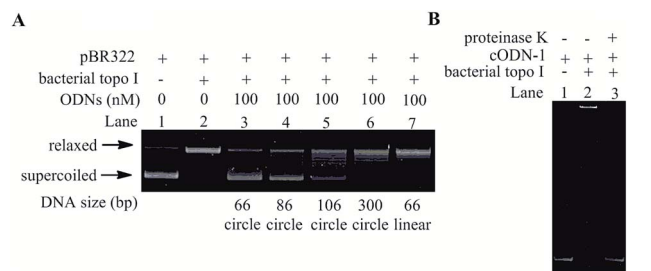 A
pBR322 + + + + + + +
bacterial topo I - + + + + + +
ODNs (nM) 0 0 100 100 100 100 100
Lane 1 2 3 4 5 6 7
relaxed
supercoiled
DNA size (bp) 66 86 106 300 66
circle circle circle circle linear
B
proteinase K - - +
cODN-1 + + +
bacterial topo I - + +
Lane 1 2 3